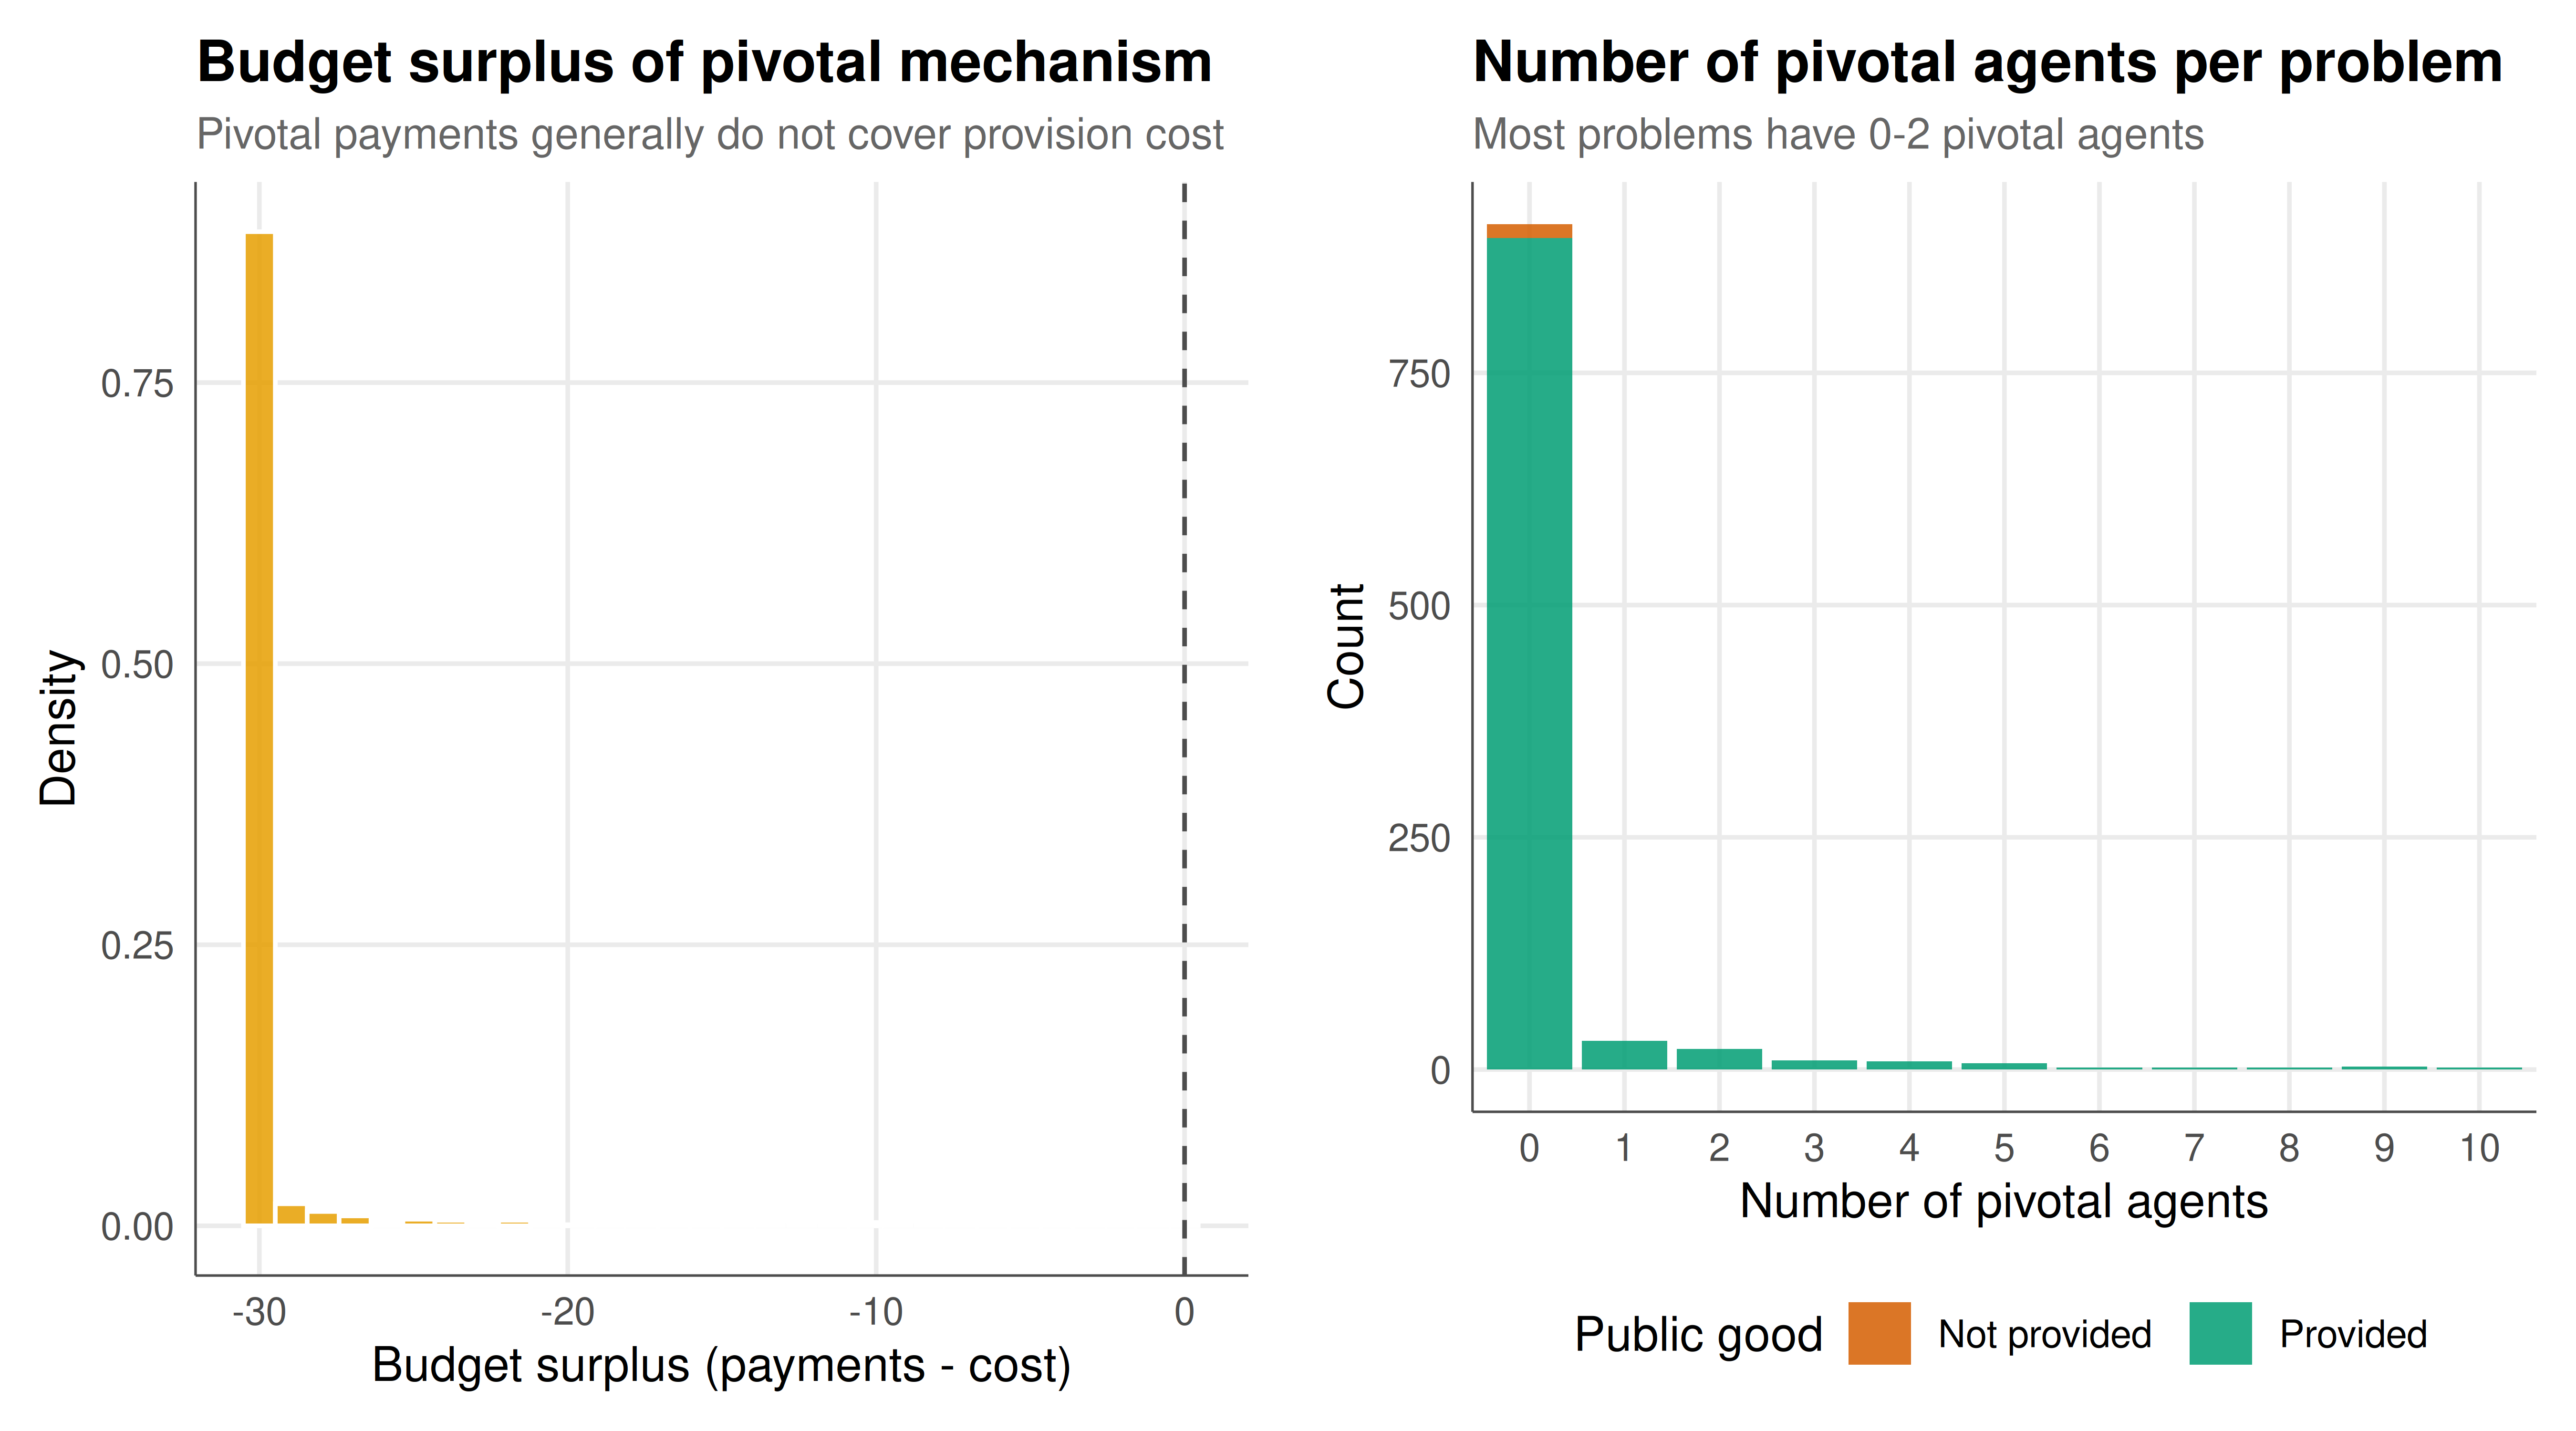 Budget surplus of pivotal mechanism
Pivotal payments generally do not cover provision cost
Density
0.75
0.50
0.25
0.00
-30 -20 -10 0
Budget surplus (payments - cost)
Number of pivotal agents per problem
Most problems have 0-2 pivotal agents
Count
750
500
250
0
0 1 2 3 4 5 6 7 8 9 10
Number of pivotal agents
Public good Not provided Provided